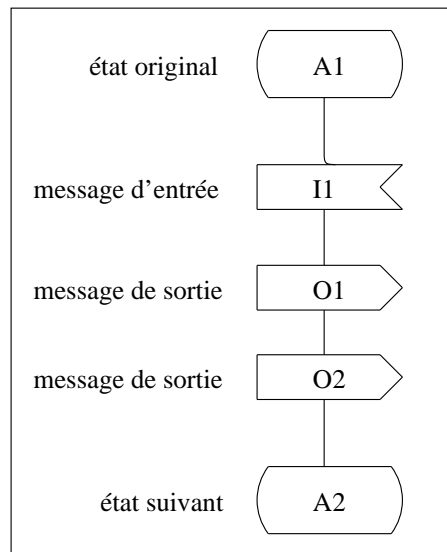 état original A1
message d'entrée I1
message de sortie O1
message de sortie O2
état suivant A2